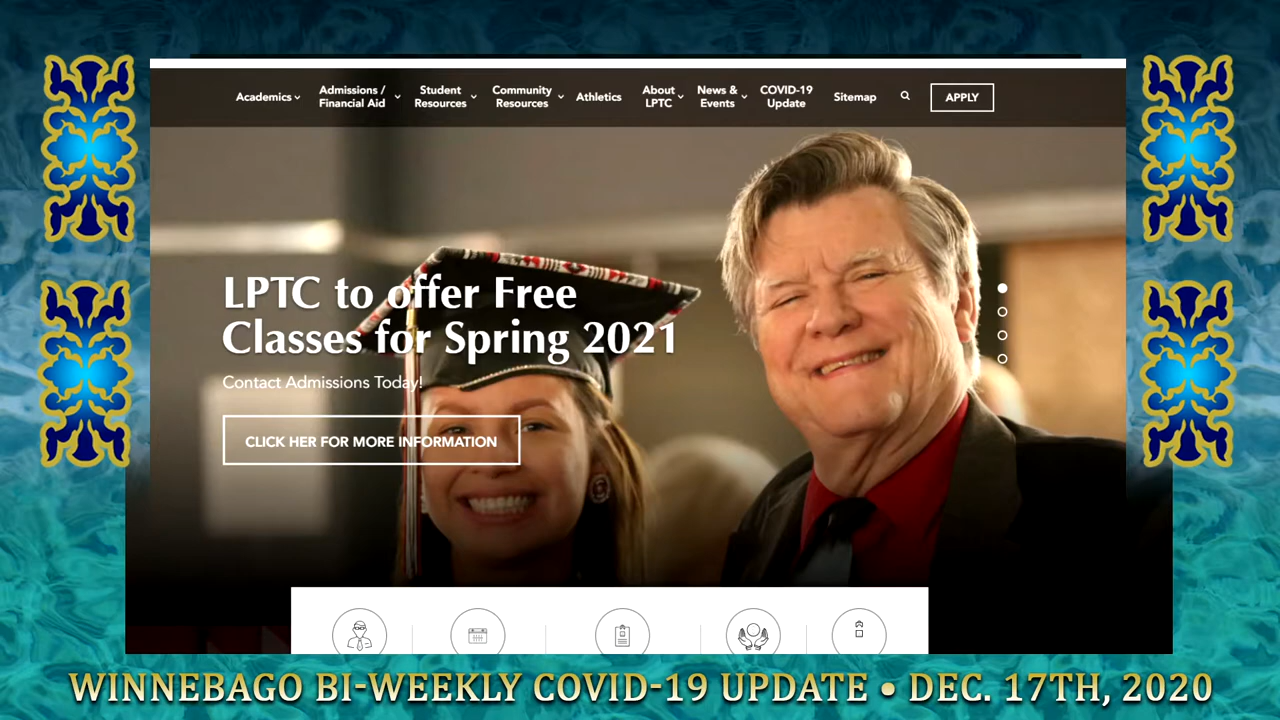 Academics
Admissions /
Financial Aid
Student
Resources
Community
Resources
Athletics
About
LPTC
News &
Events
COVID-19
Update
Sitemap
APPLY
LPTC to offer Free
Classes for Spring 2021
Contact Admissions Today!
CLICK HER FOR MORE INFORMATION
WINNEBAGO BI-WEEKLY COVID-19 UPDATE • DEC. 17TH, 2020